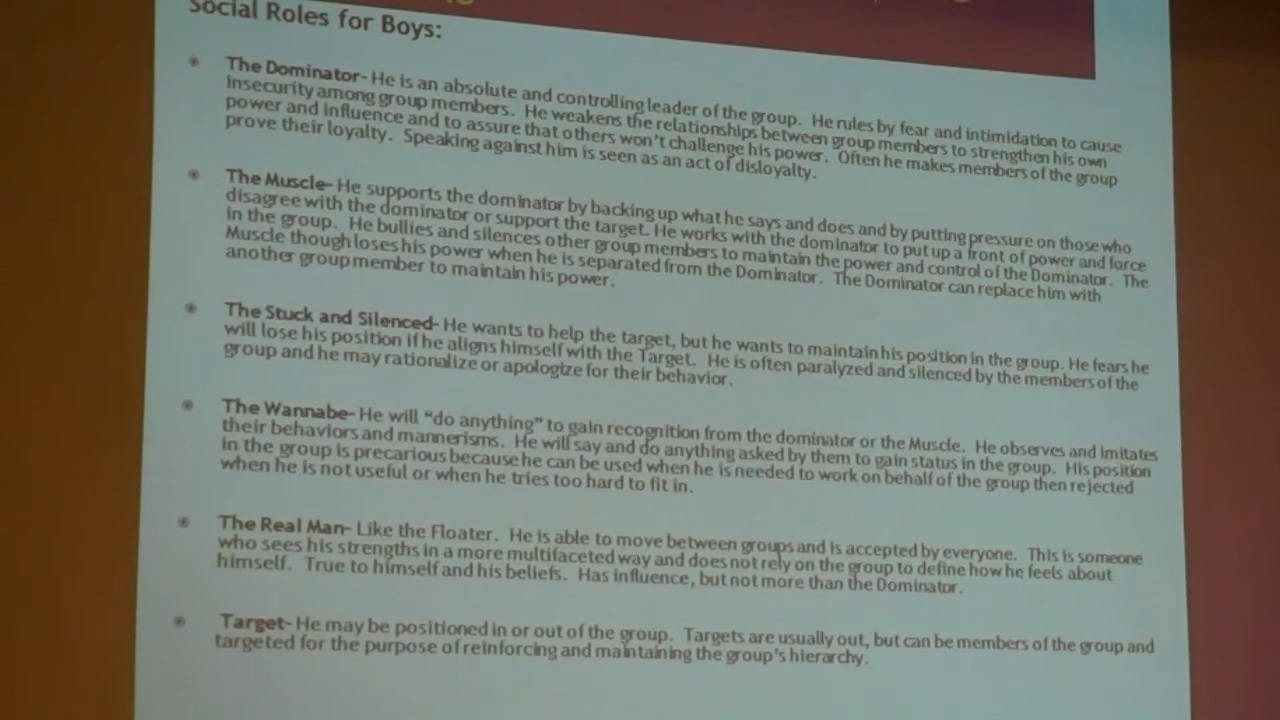 Social Roles for Boys:
The Dominator- He is an absolute and controlling leader of the group. He rules by fear and intimidation to cause
insecurity among group members. He weakens the relationships between group members to strengthen his own
power and influence and to assure that others won't challenge his power. Often he makes members of the group
prove their loyalty. Speaking against him is seen as an act of disloyalty.
The Muscle- He supports the dominator by backing up what he says and does and by putting pressure on those who
disagree with the dominator or support the target. He works with the dominator to put up a front of power and force
in the group. He bullies and silences other group members to maintain the power and control of the Dominator. The
Muscle though loses his power when he is separated from the Dominator. The Dominator can replace him with
another group member to maintain his power.
The Stuck and Silenced- He wants to help the target, but he wants to maintain his position in the group. He fears he
will lose his position if he aligns himself with the Target. He is often paralyzed and silenced by the members of the
group and he may rationalize or apologize for their behavior.
The Wannabe- He will "do anything" to gain recognition from the dominator or the Muscle. He observes and imitates
their behaviors and mannerisms. He will say and do anything asked by them to gain status in the group. His position
in the group is precarious because he can be used when he is needed to work on behalf of the group then rejected
when he is not useful or when he tries too hard to fit in.
The Real Man- Like the Floater. He is able to move between groups and is accepted by everyone. This is someone
who sees his strengths in a more multifaceted way and does not rely on the group to define how he feels about
himself. True to himself and his beliefs. Has influence, but not more than the Dominator.
Target- He may be positioned in or out of the group. Targets are usually out, but can be members of the group and
targeted for the purpose of reinforcing and maintaining the group's hierarchy.